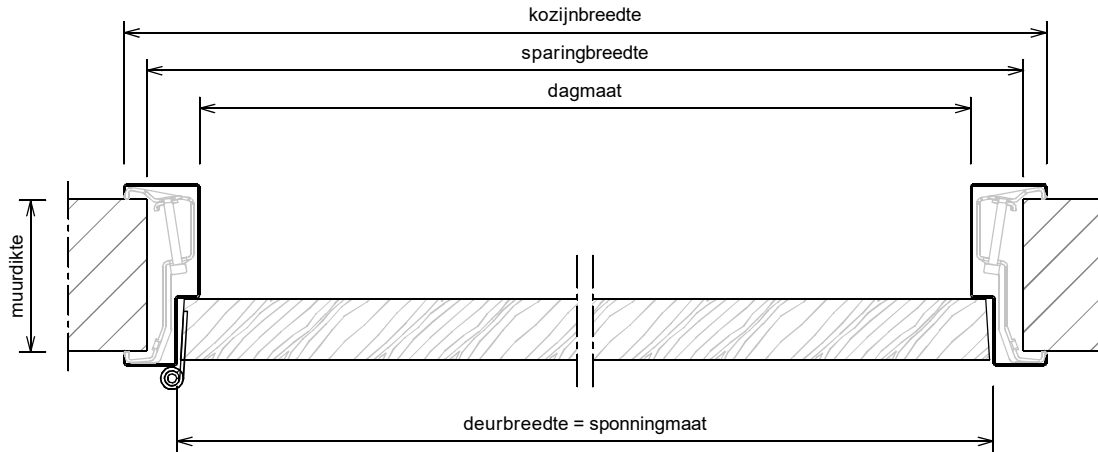 kozijnbreedte
sparingbreedte
dagmaat
muurdikte
deurbreedte = sponningmaat